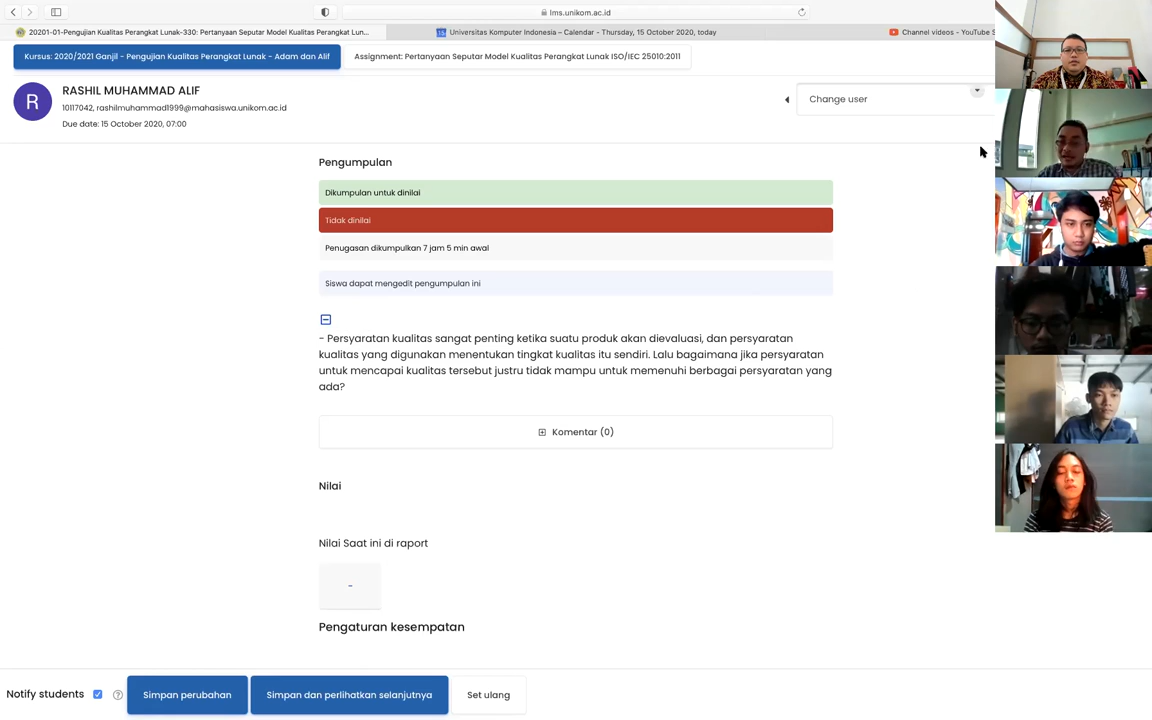 lms.unikom.ac.id
20201-01-Pengujian Kualitas Perangkat Lunak-330: Pertanyaan Seputar Model Kualitas Perangkat Lun...
Universitas Komputer Indonesia – Calendar - Thursday, 15 October 2020, today
Channel videos - YouTube S
Kursus: 2020/2021 Ganjil - Pengujian Kualitas Perangkat Lunak - Adam dan Alif
Assignment: Pertanyaan Seputar Model Kualitas Perangkat Lunak ISO/IEC 25010:2011
R
RASHIL MUHAMMAD ALIF
10117042, rashilmuhammad1999@mahasiswa.unikom.ac.id
Due date: 15 October 2020, 07:00
Change user
Pengumpulan
Dikumpulan untuk dinilai
Tidak dinilai
Penugasan dikumpulkan 7 jam 5 min awal
Siswa dapat mengedit pengumpulan ini
- Persyaratan kualitas sangat penting ketika suatu produk akan dievaluasi, dan persyaratan
kualitas yang digunakan menentukan tingkat kualitas itu sendiri. Lalu bagaimana jika persyaratan
untuk mencapai kualitas tersebut justru tidak mampu untuk memenuhi berbagai persyaratan yang
ada?
Komentar (0)
Nilai
Nilai Saat ini di raport
-
Pengaturan kesempatan
Notify students
Simpan perubahan
Simpan dan perlihatkan selanjutnya
Set ulang